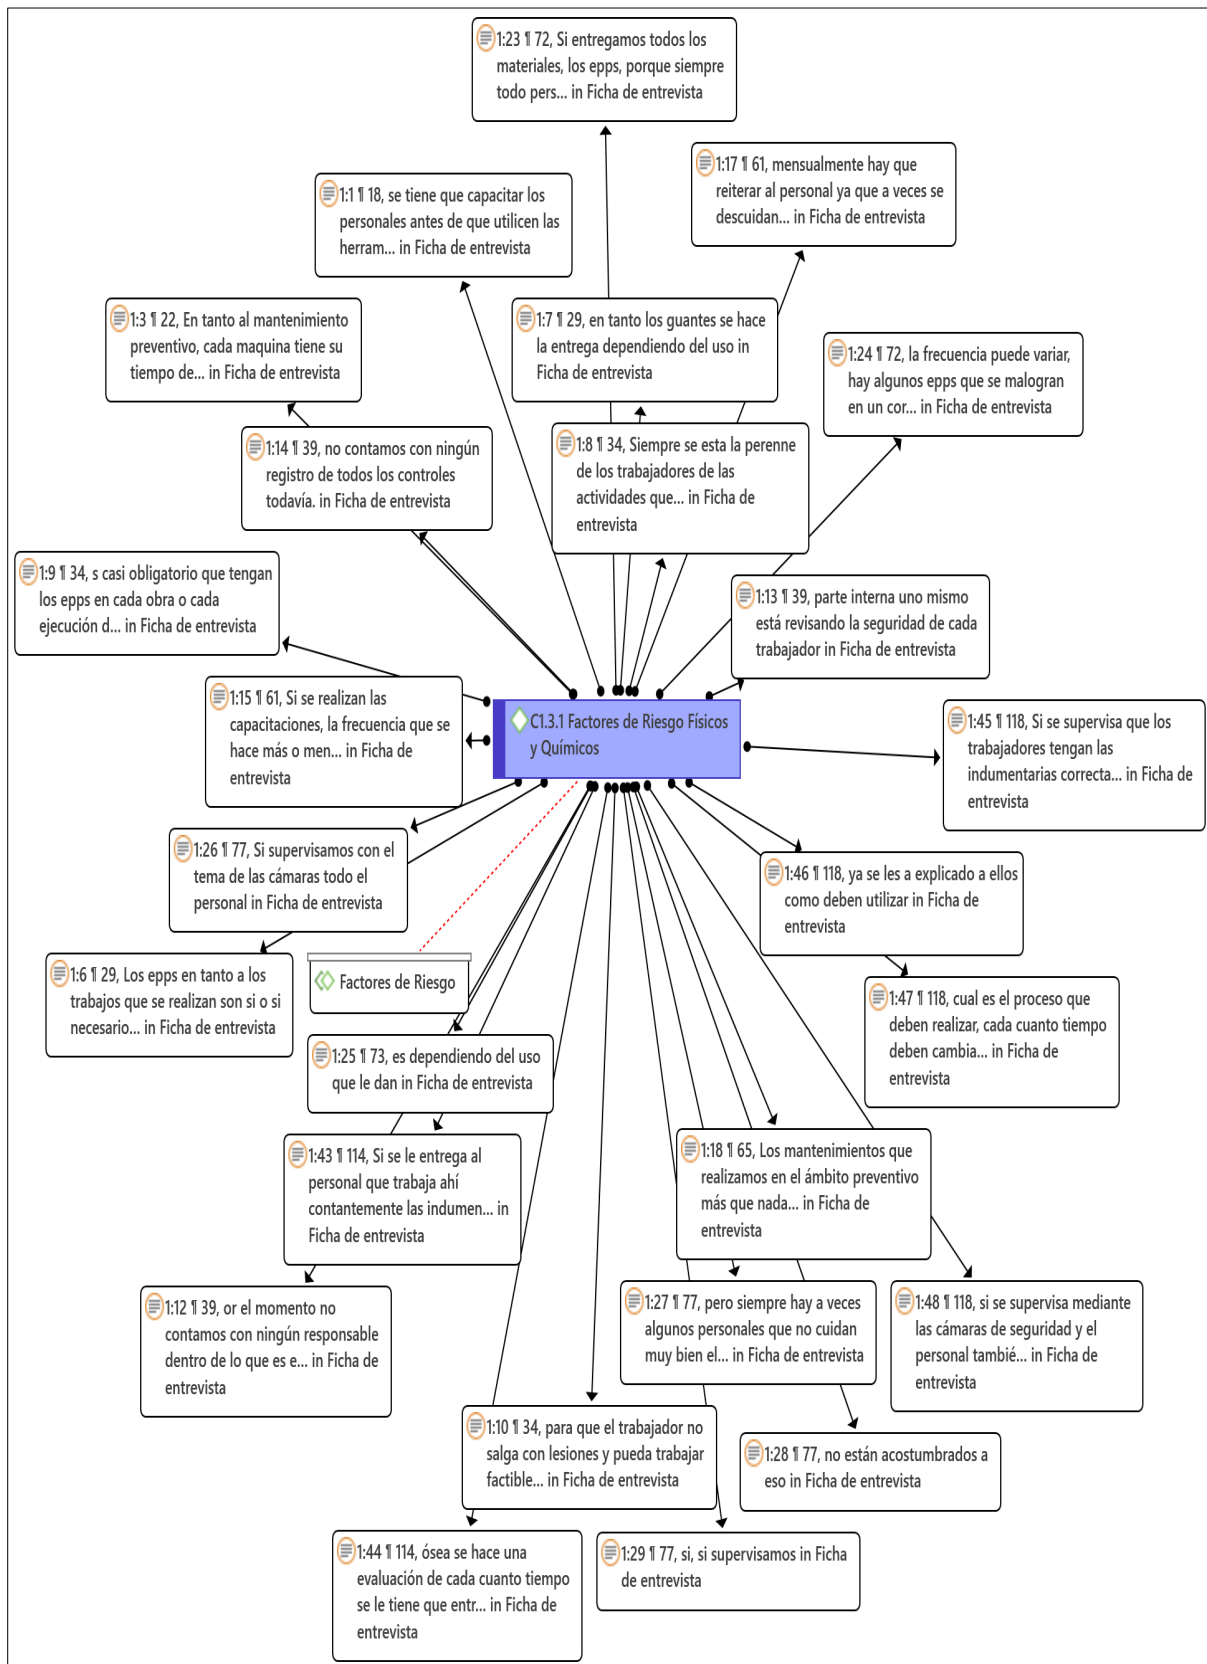 1:23 ¶ 72, Si entregamos todos los
materiales, los epps, porque siempre
todo pers... in Ficha de entrevista
1:17 ¶ 61, mensualmente hay que
reiterar al personal ya que a veces se
descuidan... in Ficha de entrevista
1:1 ¶ 18, se tiene que capacitar los
personales antes de que utilicen las
herram... in Ficha de entrevista
1:3 ¶ 22, En tanto al mantenimiento
preventivo, cada maquina tiene su
tiempo de... in Ficha de entrevista
1:7 ¶ 29, en tanto los guantes se hace
la entrega dependiendo del uso in
Ficha de entrevista
1:24 ¶ 72, la frecuencia puede variar,
hay algunos epps que se malogran
en un cor... in Ficha de entrevista
1:14 ¶ 39, no contamos con ningún
registro de todos los controles
todavía. in Ficha de entrevista
1:8 ¶ 34, Siempre se esta la perenne
de los trabajadores de las
actividades que... in Ficha de
entrevista
1:9 ¶ 34, s casi obligatorio que tengan
los epps en cada obra o cada
ejecución d... in Ficha de entrevista
1:13 ¶ 39, parte interna uno mismo
está revisando la seguridad de cada
trabajador in Ficha de entrevista
1:15 ¶ 61, Si se realizan las
capacitaciones, la frecuencia que se
hace más o men... in Ficha de
entrevista
C1.3.1 Factores de Riesgo Físicos
y Químicos
1:45 ¶ 118, Si se supervisa que los
trabajadores tengan las
indumentarias correcta... in Ficha de
entrevista
1:26 ¶ 77, Si supervisamos con el
tema de las cámaras todo el
personal in Ficha de entrevista
1:46 ¶ 118, ya se les a explicado a ellos
como deben utilizar in Ficha de
entrevista
1:6 ¶ 29, Los epps en tanto a los
trabajos que se realizan son si o si
necesario... in Ficha de entrevista
Factores de Riesgo
1:47 ¶ 118, cual es el proceso que
deben realizar, cada cuanto tiempo
deben cambia... in Ficha de
entrevista
1:25 ¶ 73, es dependiendo del uso
que le dan in Ficha de entrevista
1:43 ¶ 114, Si se le entrega al
personal que trabaja ahí
contantemente las indumen... in
Ficha de entrevista
1:18 ¶ 65, Los mantenimientos que
realizamos en el ámbito preventivo
más que nada... in Ficha de
entrevista
1:12 ¶ 39, or el momento no
contamos con ningún responsable
dentro de lo que es e... in Ficha de
entrevista
1:27 ¶ 77, pero siempre hay a veces
algunos personales que no cuidan
muy bien el... in Ficha de entrevista
1:48 ¶ 118, si se supervisa mediante
las cámaras de seguridad y el
personal tambié... in Ficha de
entrevista
1:10 ¶ 34, para que el trabajador no
salga con lesiones y pueda trabajar
factible... in Ficha de entrevista
1:28 ¶ 77, no están acostumbrados a
eso in Ficha de entrevista
1:44 ¶ 114, ósea se hace una
evaluación de cada cuanto tiempo
se le tiene que entr... in Ficha de
entrevista
1:29 ¶ 77, si, si supervisamos in Ficha
de entrevista